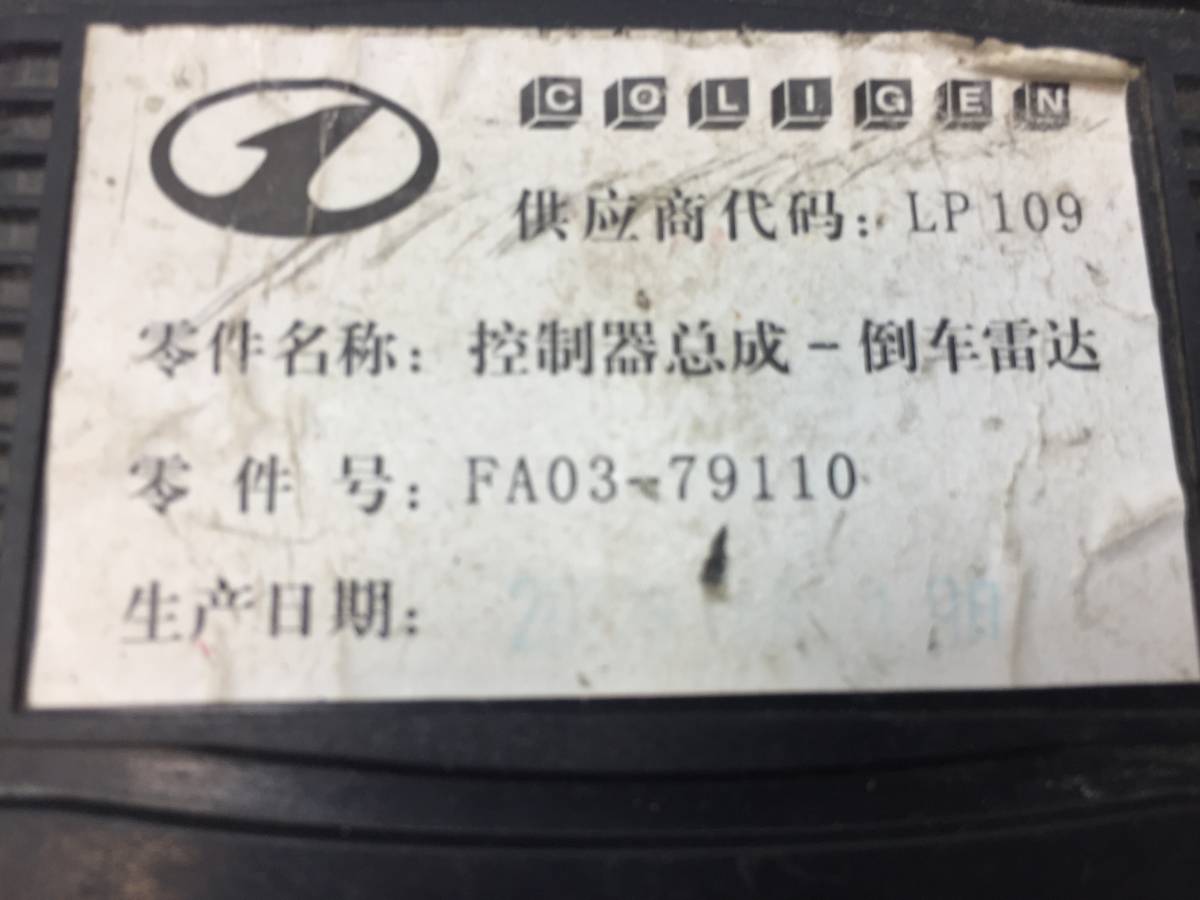 COLIGEN
供应商代码：LP109
零件名称：控制器总成-倒车雷达
零件号：FA03-79110
生产日期：